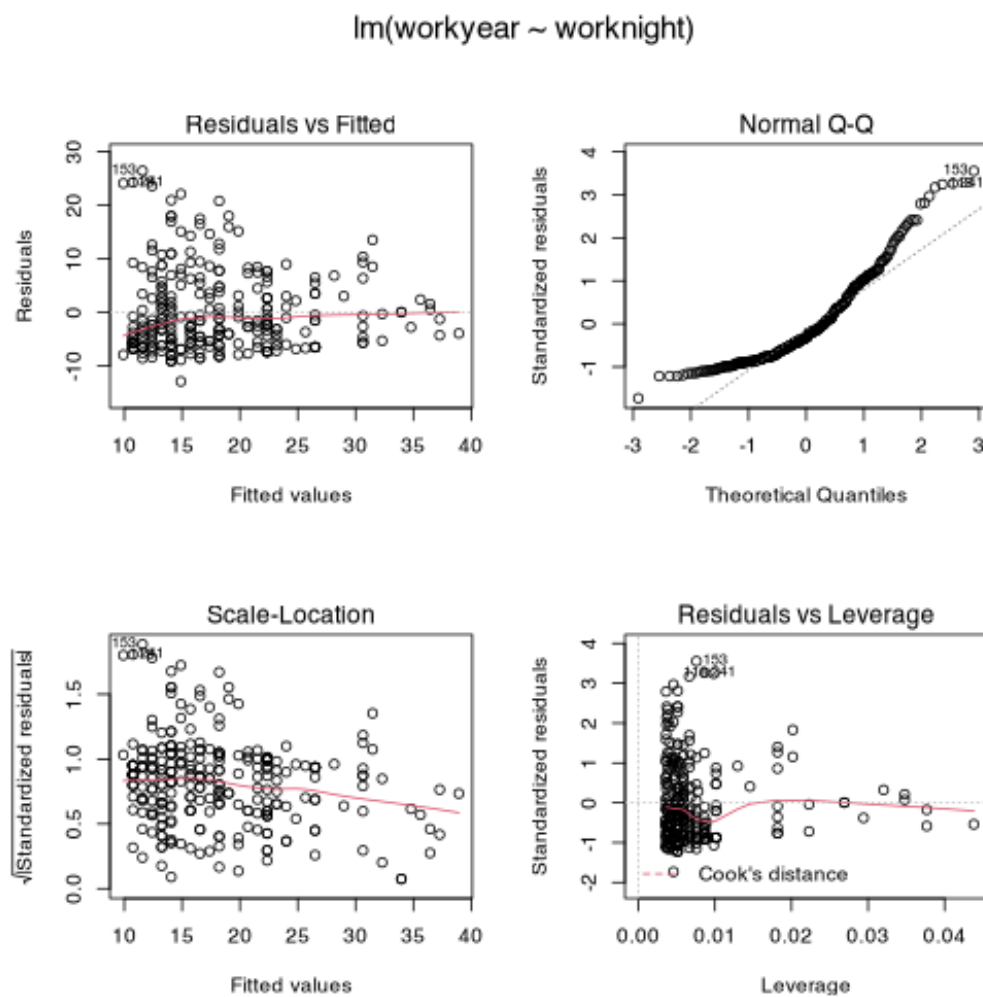 lm(workyear ~ worknight)
Residuals vs Fitted
Residuals
30
20
10
0
-10
153
10 15 20 25 30 35 40
Fitted values
Normal Q-Q
Standardized residuals
4
3
2
1
0
-1
153
-3 -2 -1 0 1 2 3
Theoretical Quantiles
Scale-Location
√|Standardized residuals|
1.5
1.0
0.5
0.0
153
10 15 20 25 30 35 40
Fitted values
Residuals vs Leverage
Standardized residuals
4
3
2
1
0
-1
-2
153
Cook's distance
0.00 0.01 0.02 0.03 0.04
Leverage